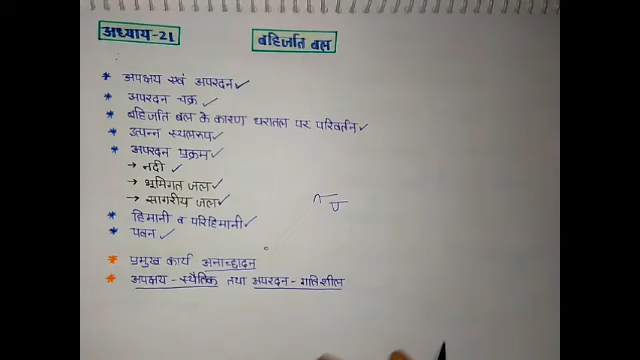 अध्याय-21
बहिर्जात बल
* अपक्षय एवं अपरदन ✓
* अपरदन चक्र ✓
* बहिर्जात बल के कारण धरातल पर परिवर्तन ✓
* उत्पन्न स्थलरूप ✓
* अपरदन प्रक्रम ✓
→ नदी ✓
→ भूमिगत जल ✓
→ सागरीय जल ✓
* हिमानी व परिहिमानी ✓
* पवन ✓
* प्रमुख कार्य अनाच्छादन
* अपक्षय - स्थैतिक तथा अपरदन - गतिशील